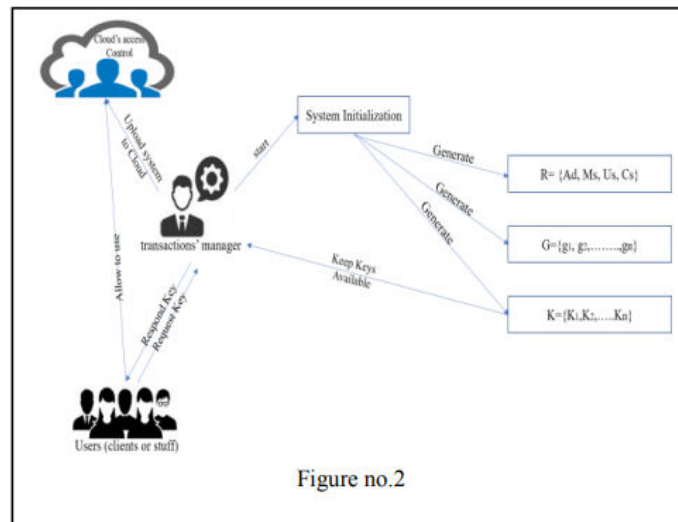 Cloud's access
Control
System Initialization
start
Upload system
to Cloud
Generate
R= {Ad, Ms, Us, Cs}
Generate
G={g1, g2,........,gn}
Generate
transactions' manager
Keep Keys
Available
K={K1,K2,.....Kn}
Allow to use
Respond Key
Request Key
Users (clients or stuff)
Figure no.2